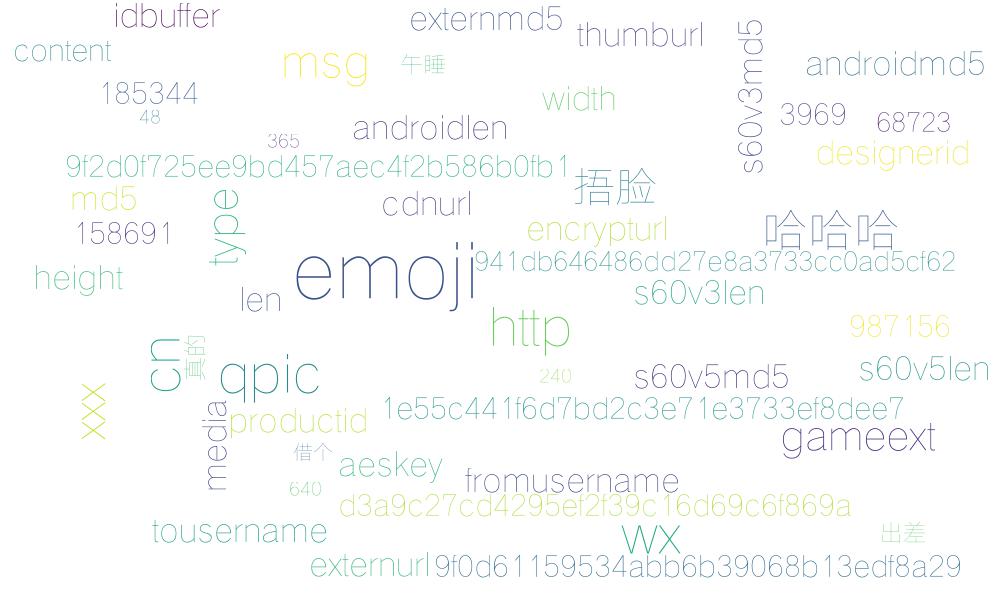 idbuffer
externmd5
thumburl
content
msg
午睡
s60v3md5
androidmd5
185344
48
width
3969
68723
365
androidlen
designerid
9f2d0f725ee9bd457aec4f2b586b0fb1
捂脸
md5
type
cdnurl
158691
encrypturl
哈哈哈
emoji
941db646486dd27e8a3733cc0ad5cf62
height
len
s60v3len
http
987156
cn
真的
qpic
240
s60v5md5
s60v5len
xxx
media
productid
1e55c441f6d7bd2c3e71e3733ef8dee7
gameext
借个
aeskey
640
fromusername
d3a9c27cd4295ef2f39c16d69c6f869a
tousername
wx
出差
externurl
9f0d61159534abb6b39068b13edf8a29